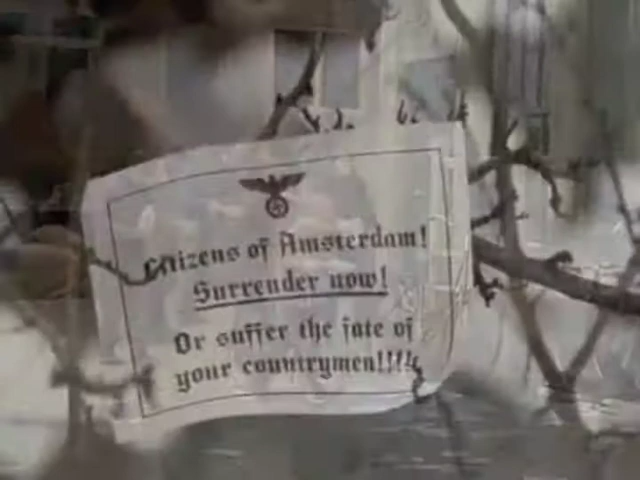 Citizens of Amsterdam!
Surrender now!
Or suffer the fate of
your countrymen!!!!